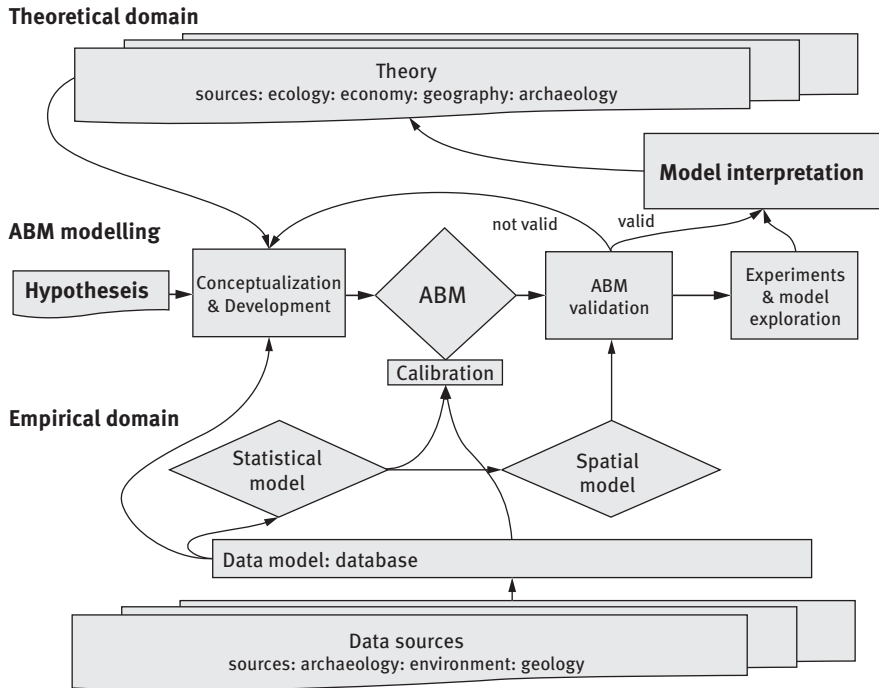 Theoretical domain
Theory
sources: ecology: economy: geography: archaeology
Model interpretation
not valid
valid
ABM modelling
Hypotheseis
Conceptualization
& Development
ABM
ABM
validation
Experiments
& model
exploration
Calibration
Empirical domain
Statistical
model
Spatial
model
Data model: database
Data sources
sources: archaeology: environment: geology